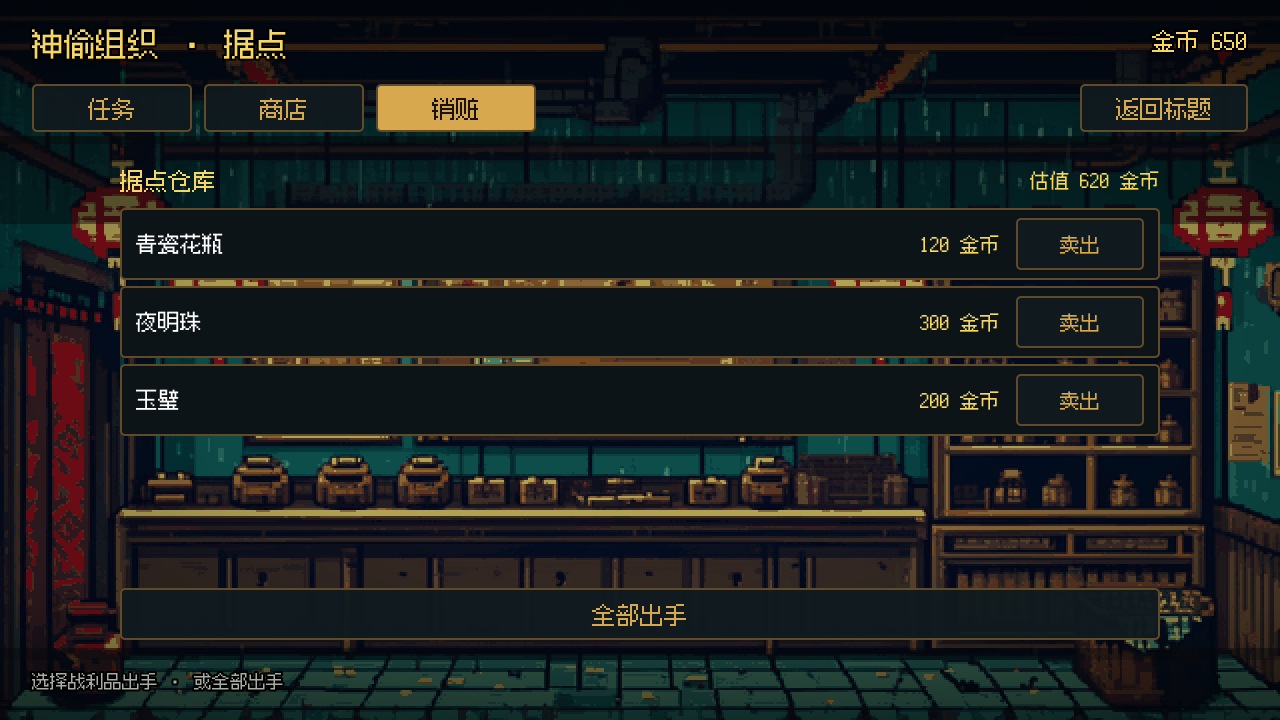 神偷组织 · 据点
金币 650
任务
商店
销赃
返回标题
据点仓库
估值 620 金币
青瓷花瓶
120 金币
卖出
夜明珠
300 金币
卖出
玉璧
200 金币
卖出
全部出手
选择战利品出手 · 或全部出手